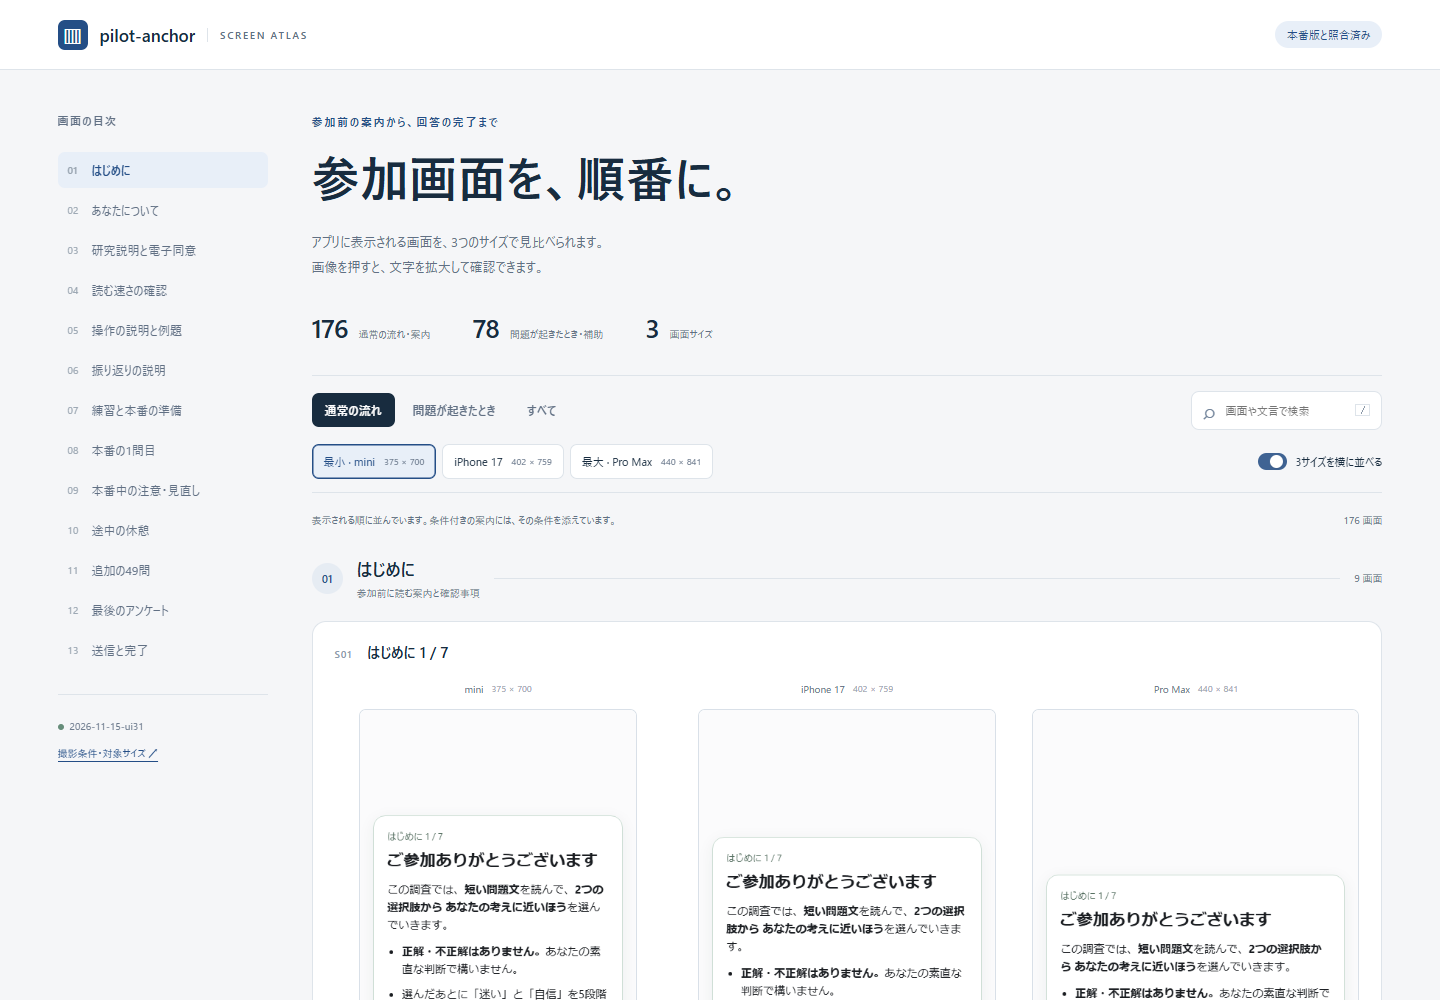 pilot-anchor
SCREEN ATLAS
本番版と照合済み
画面の目次
01 はじめに
02 あなたについて
03 研究説明と電子同意
04 読む速さの確認
05 操作の説明と例題
06 振り返りの説明
07 練習と本番の準備
08 本番の1問目
09 本番中の注意・見直し
10 途中の休憩
11 追加の49問
12 最後のアンケート
13 送信と完了
2026-11-15-ui31
撮影条件・対象サイズ ↗
参加前の案内から、回答の完了まで
参加画面を、順番に。
アプリに表示される画面を、3つのサイズで見比べられます。
画像を押すと、文字を拡大して確認できます。
176 通常の流れ・案内
78 問題が起きたとき・補助
3 画面サイズ
通常の流れ
問題が起きたとき
すべて
画面や文言で検索
/
最小 · mini 375 × 700
iPhone 17 402 × 759
最大 · Pro Max 440 × 841
3サイズを横に並べる
表示される順に並んでいます。条件付きの案内には、その条件を添えています。
176 画面
01
はじめに
参加前に読む案内と確認事項
9 画面
S01 はじめに 1 / 7
mini 375 × 700
はじめに 1 / 7
ご参加ありがとうございます
この調査では、短い問題文を読んで、2つの
選択肢から あなたの考えに近いほうを選ん
でいきます。
• 正解・不正解はありません。あなたの素
直な判断で構いません。
• 選んだあとに「迷い」と「自信」を5段階
iPhone 17 402 × 759
はじめに 1 / 7
ご参加ありがとうございます
この調査では、短い問題文を読んで、2つの選択
肢から あなたの考えに近いほうを選んでいきま
す。
• 正解・不正解はありません。あなたの素直な
判断で構いません。
Pro Max 440 × 841
はじめに 1 / 7
ご参加ありがとうございます
この調査では、短い問題文を読んで、2つの選択肢か
ら あなたの考えに近いほうを選んでいきます。
• 正解・不正解はありません。あなたの素直な判断で